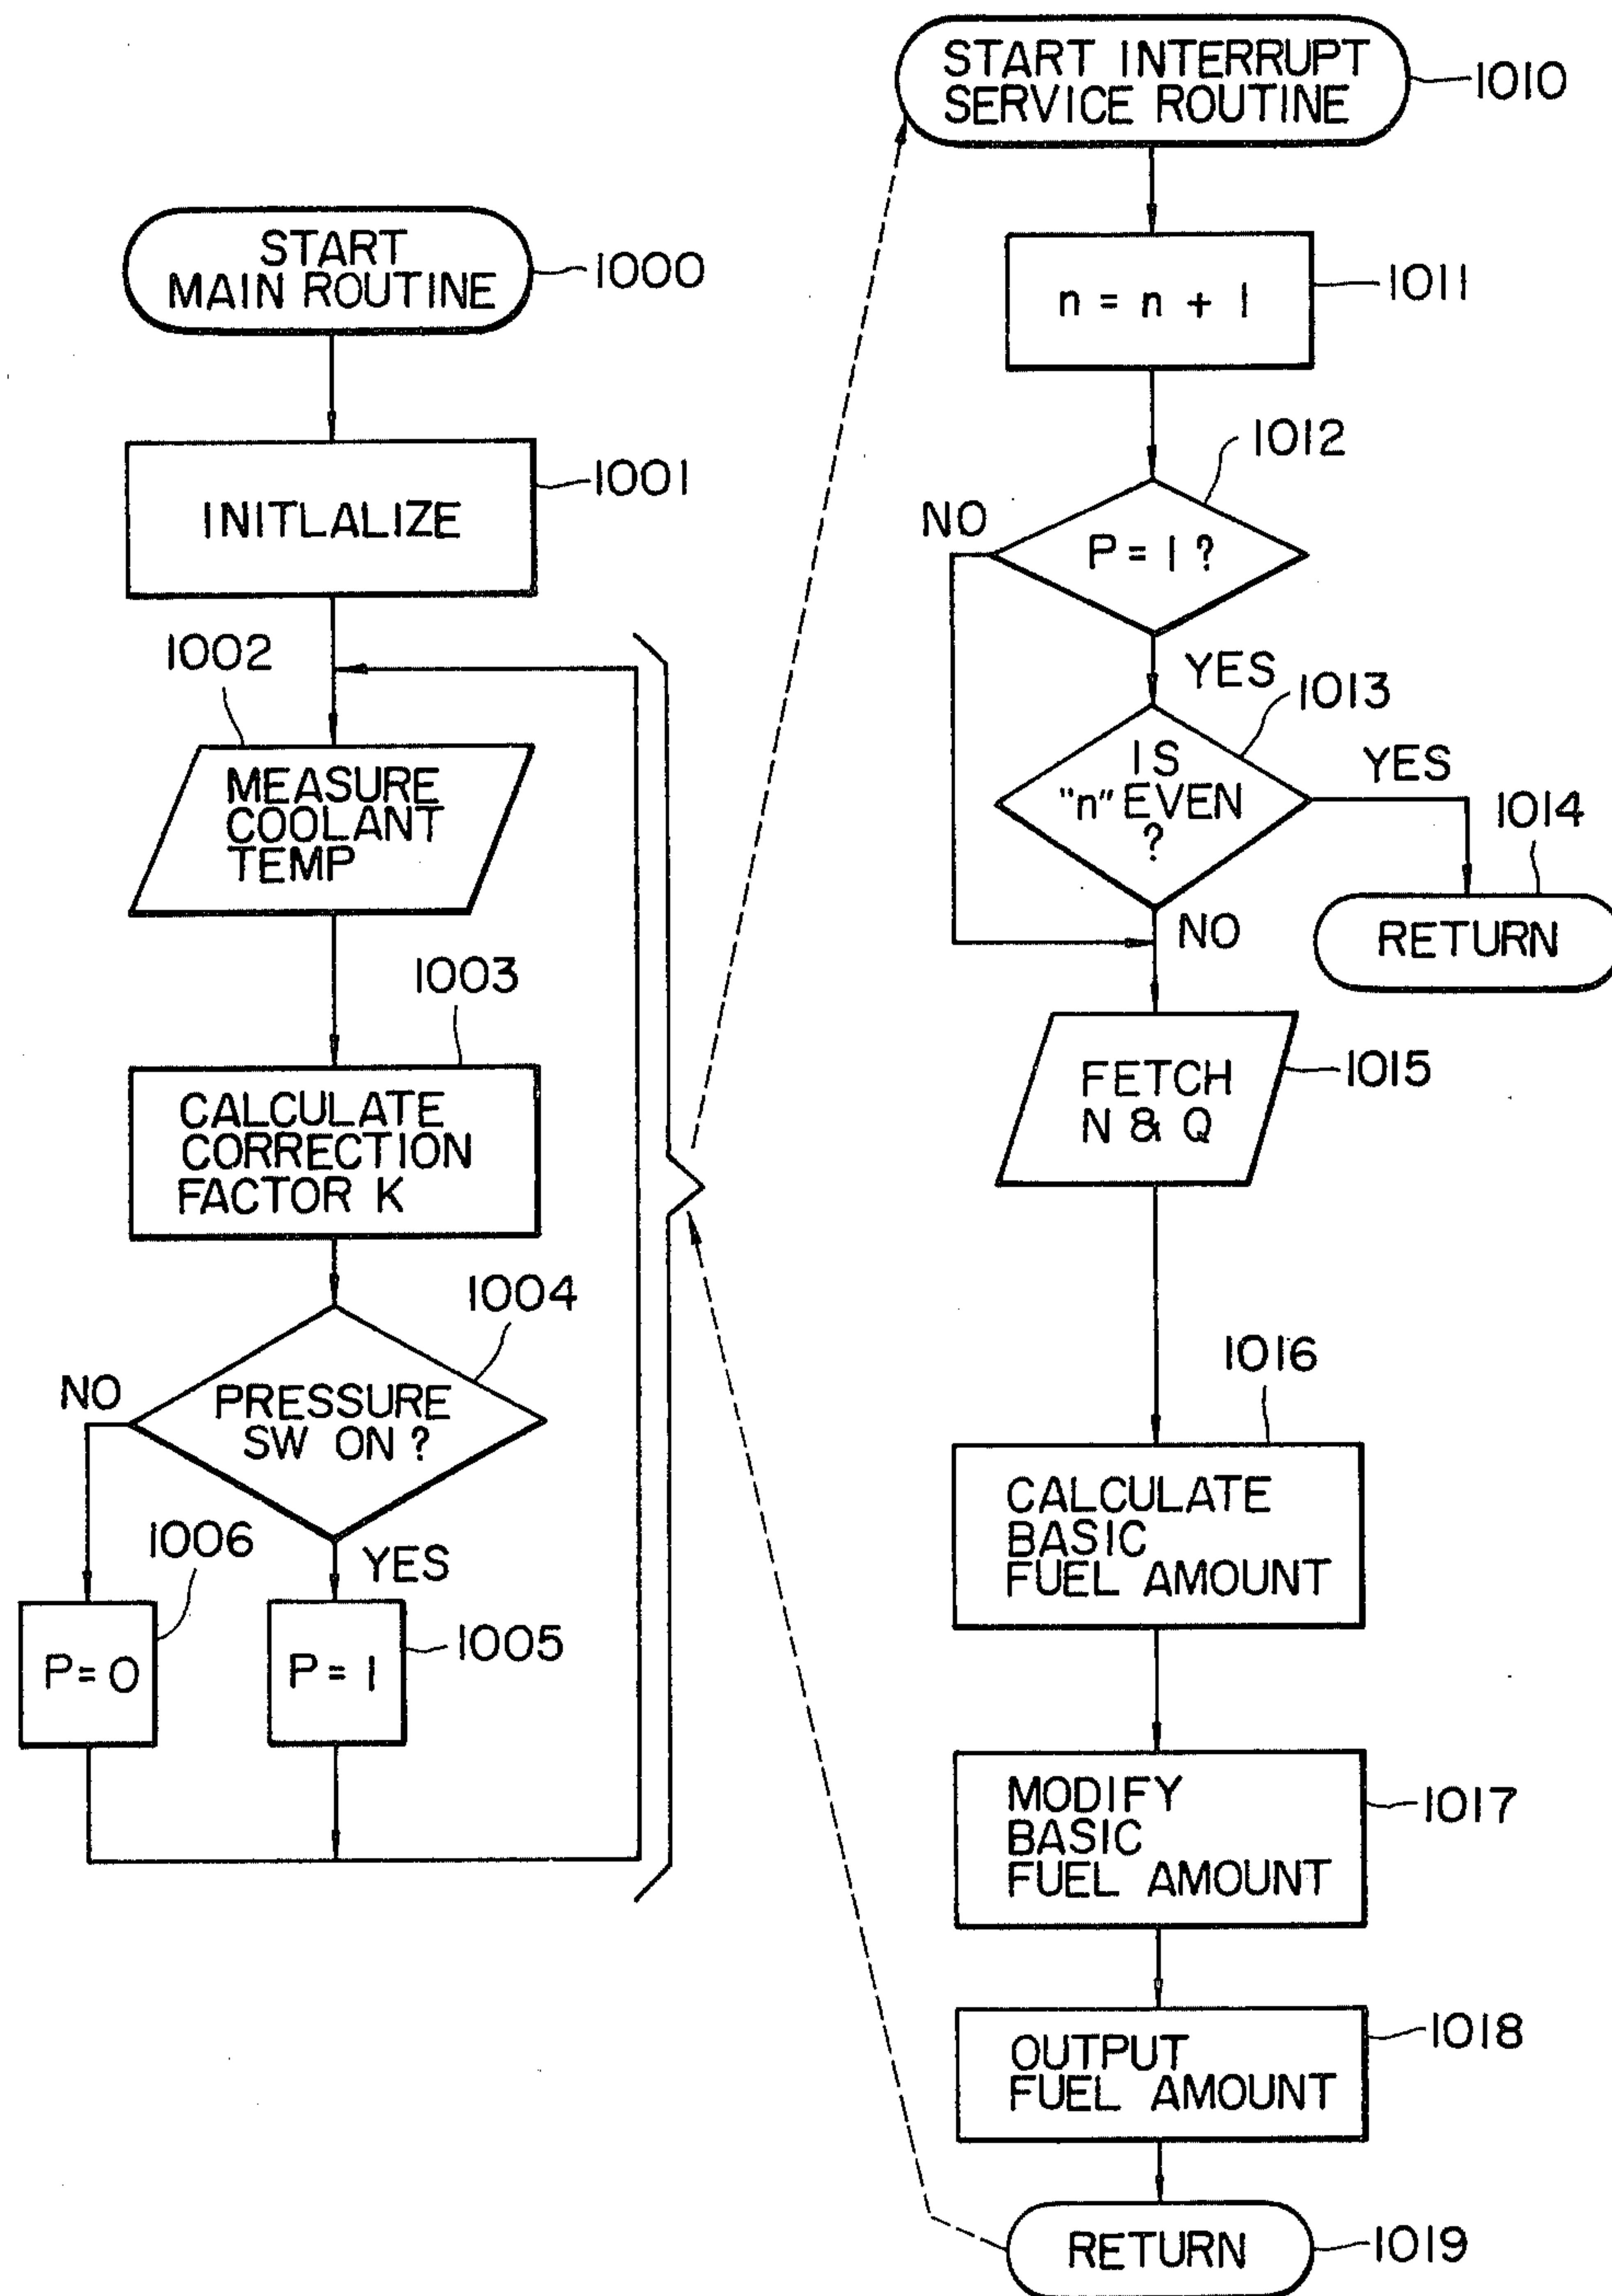 START
MAIN ROUTINE
1000
INITLALIZE
1001
1002
MEASURE
COOLANT
TEMP
1003
CALCULATE
CORRECTION
FACTOR K
1004
NO
PRESSURE
SW ON ?
1006
YES
P = 0
P = 1
1005
START INTERRUPT
SERVICE ROUTINE
1010
n = n + 1
1011
1012
NO
P = 1 ?
YES
1013
IS
"n" EVEN
?
YES
1014
NO
RETURN
FETCH
N & Q
1015
1016
CALCULATE
BASIC
FUEL AMOUNT
MODIFY
BASIC
FUEL AMOUNT
1017
OUTPUT
FUEL AMOUNT
1018
RETURN
1019